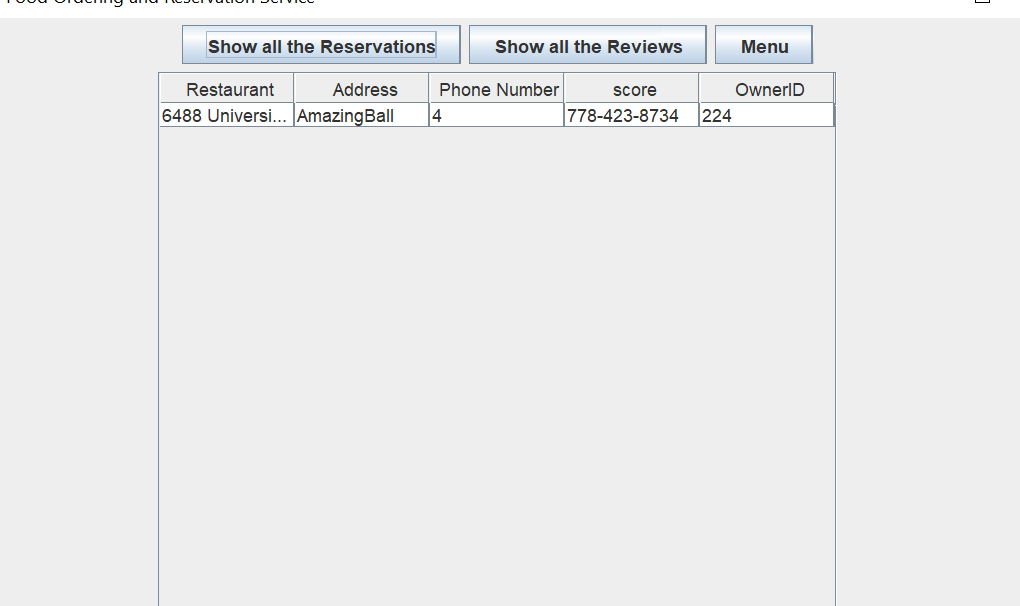 Food Ordering and Reservation Service
Show all the Reservations Show all the Reviews Menu
Restaurant Address Phone Number score OwnerID
6488 Universi... AmazingBall 4 778-423-8734 224